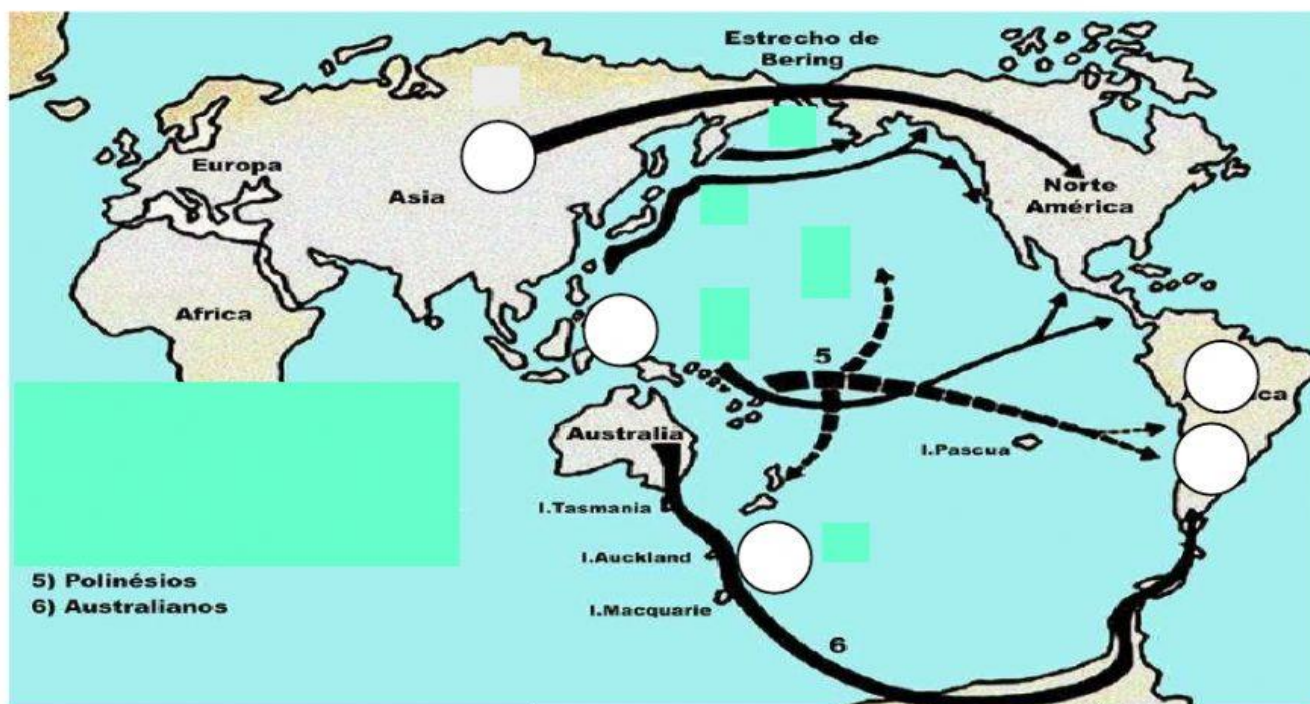 Estrecho de
Bering
Europa
Asia
Norte
América
Africa
5
Australia
I.Pascua
I.Tasmania
I.Auckland
I.Macquarie
5) Polinésios
6) Australianos
6